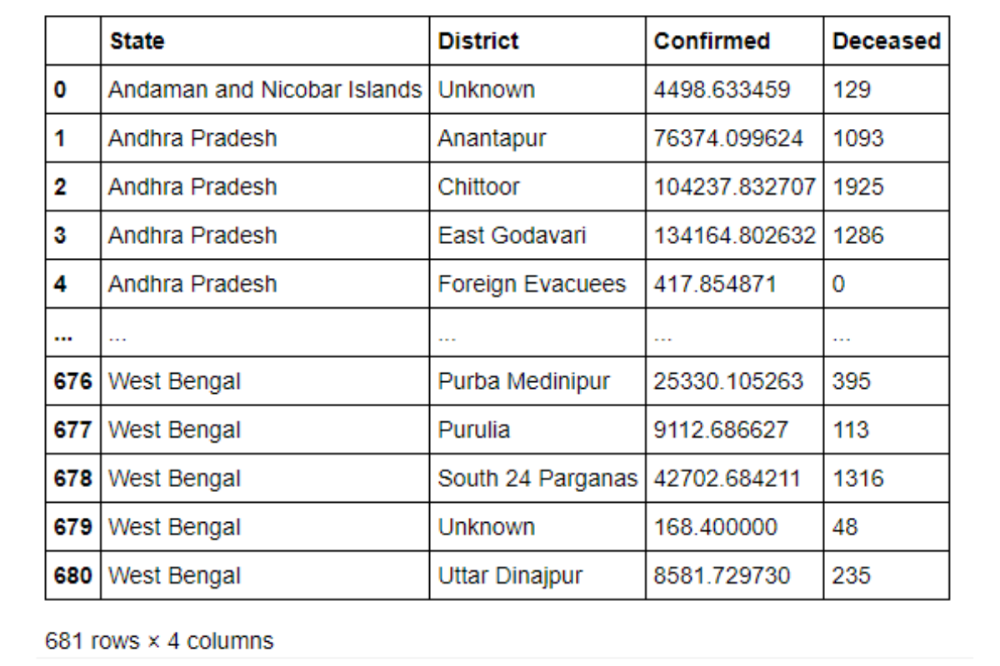 State District Confirmed Deceased
0 Andaman and Nicobar Islands Unknown 4498.633459 129
1 Andhra Pradesh Anantapur 76374.099624 1093
2 Andhra Pradesh Chittoor 104237.832707 1925
3 Andhra Pradesh East Godavari 134164.802632 1286
4 Andhra Pradesh Foreign Evacuees 417.854871 0
... ... ... ... ...
676 West Bengal Purba Medinipur 25330.105263 395
677 West Bengal Purulia 9112.686627 113
678 West Bengal South 24 Parganas 42702.684211 1316
679 West Bengal Unknown 168.400000 48
680 West Bengal Uttar Dinajpur 8581.729730 235
681 rows × 4 columns